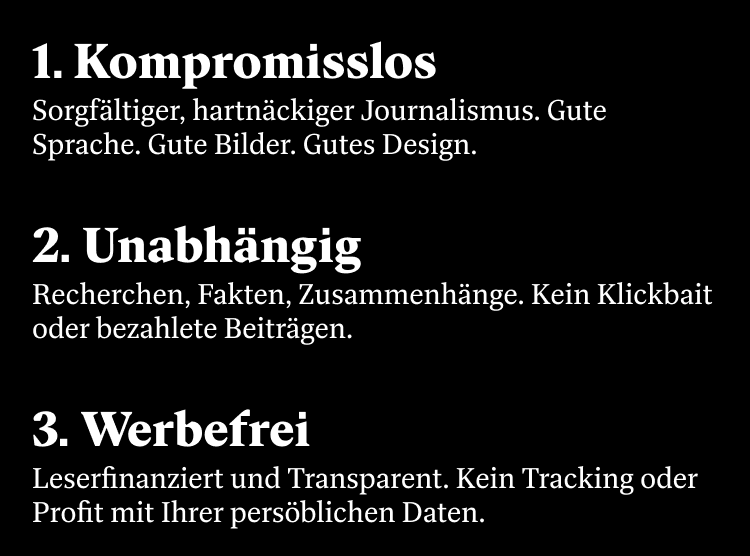 1. Kompromisslos
Sorgfältiger, hartnäckiger Journalismus. Gute
Sprache. Gute Bilder. Gutes Design.
2. Unabhängig
Recherchen, Fakten, Zusammenhänge. Kein Klickbait
oder bezahlete Beiträgen.
3. Werbefrei
Leserfinanziert und Transparent. Kein Tracking oder
Profit mit Ihrer persöblichen Daten.